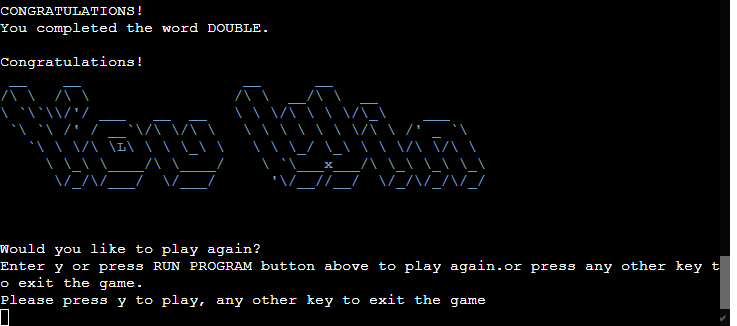 CONGRATULATIONS!
You completed the word DOUBLE.
Congratulations!
You Won
Would you like to play again?
Enter y or press RUN PROGRAM button above to play again.or press any other key t
o exit the game.
Please press y to play, any other key to exit the game